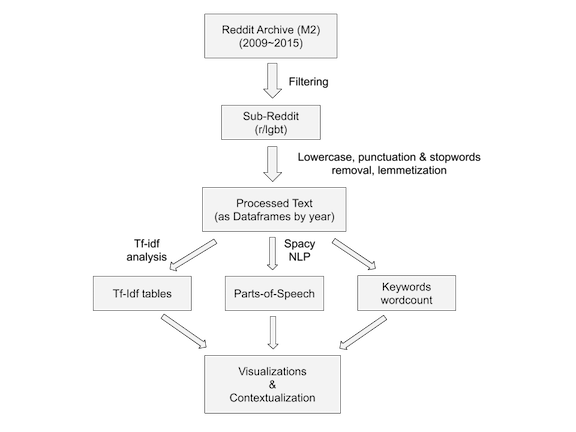 Reddit Archive (M2)
(2009~2015)
Filtering
Sub-Reddit
(r/lgbt)
Lowercase, punctuation & stopwords
removal, lemmetization
Processed Text
(as Dataframes by year)
Tf-idf
analysis
Spacy
NLP
Tf-Idf tables
Parts-of-Speech
Keywords
wordcount
Visualizations
&
Contextualization